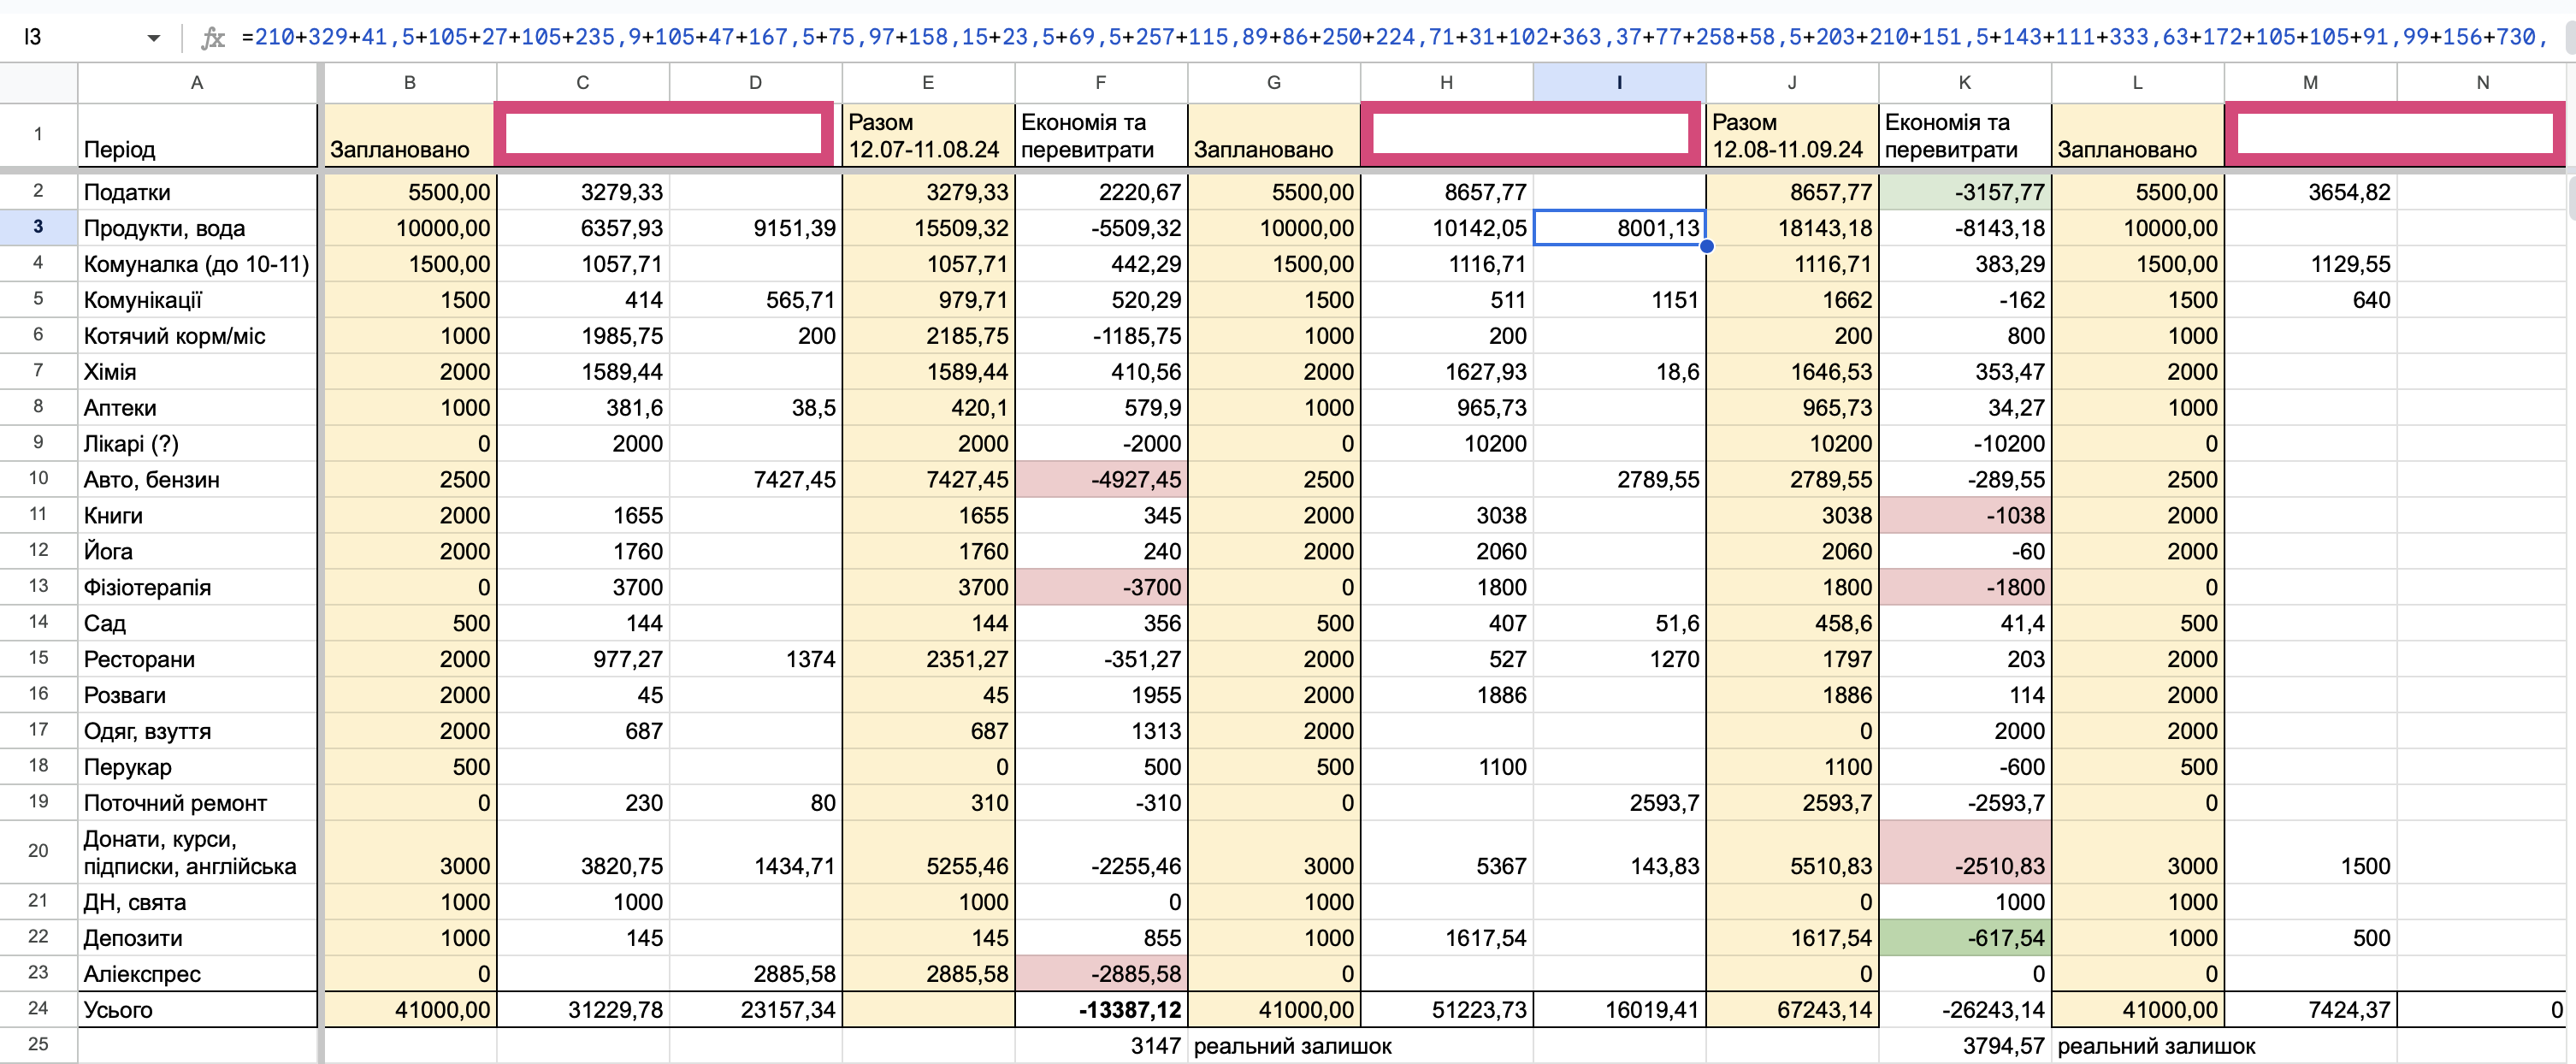 I3 fx =210+329+41,5+105+27+105+235,9+105+47+167,5+75,97+158,15+23,5+69,5+257+115,89+86+250+224,71+31+102+363,37+77+258+58,5+203+210+151,5+143+111+333,63+172+105+105+91,99+156+730,
A B C D E F G H I J K L M N
1 Період Заплановано Разом 12.07-11.08.24 Економія та перевитрати Заплановано Разом 12.08-11.09.24 Економія та перевитрати Заплановано
2 Податки 5500,00 3279,33 3279,33 2220,67 5500,00 8657,77 8657,77 -3157,77 5500,00 3654,82
3 Продукти, вода 10000,00 6357,93 9151,39 15509,32 -5509,32 10000,00 10142,05 8001,13 18143,18 -8143,18 10000,00
4 Комуналка (до 10-11) 1500,00 1057,71 1057,71 442,29 1500,00 1116,71 1116,71 383,29 1500,00 1129,55
5 Комунікації 1500 414 565,71 979,71 520,29 1500 511 1151 1662 -162 1500 640
6 Котячий корм/міс 1000 1985,75 200 2185,75 -1185,75 1000 200 200 800 1000
7 Хімія 2000 1589,44 1589,44 410,56 2000 1627,93 18,6 1646,53 353,47 2000
8 Аптеки 1000 381,6 38,5 420,1 579,9 1000 965,73 965,73 34,27 1000
9 Лікарі (?) 0 2000 2000 -2000 0 10200 10200 -10200 0
10 Авто, бензин 2500 7427,45 7427,45 -4927,45 2500 2789,55 2789,55 -289,55 2500
11 Книги 2000 1655 1655 345 2000 3038 3038 -1038 2000
12 Йога 2000 1760 1760 240 2000 2060 2060 -60 2000
13 Фізіотерапія 0 3700 3700 -3700 0 1800 1800 -1800 0
14 Сад 500 144 144 356 500 407 51,6 458,6 41,4 500
15 Ресторани 2000 977,27 1374 2351,27 -351,27 2000 527 1270 1797 203 2000
16 Розваги 2000 45 45 1955 2000 1886 1886 114 2000
17 Одяг, взуття 2000 687 687 1313 2000 0 2000 2000
18 Перукар 500 0 500 500 1100 1100 -600 500
19 Поточний ремонт 0 230 80 310 -310 0 2593,7 2593,7 -2593,7 0
20 Донати, курси, підписки, англійська 3000 3820,75 1434,71 5255,46 -2255,46 3000 5367 143,83 5510,83 -2510,83 3000 1500
21 ДН, свята 1000 1000 1000 0 1000 0 1000 1000
22 Депозити 1000 145 145 855 1000 1617,54 1617,54 -617,54 1000 500
23 Аліекспрес 0 2885,58 2885,58 -2885,58 0 0 0 0
24 Усього 41000,00 31229,78 23157,34 -13387,12 41000,00 51223,73 16019,41 67243,14 -26243,14 41000,00 7424,37 0
25 3147 реальний залишок 3794,57 реальний залишок